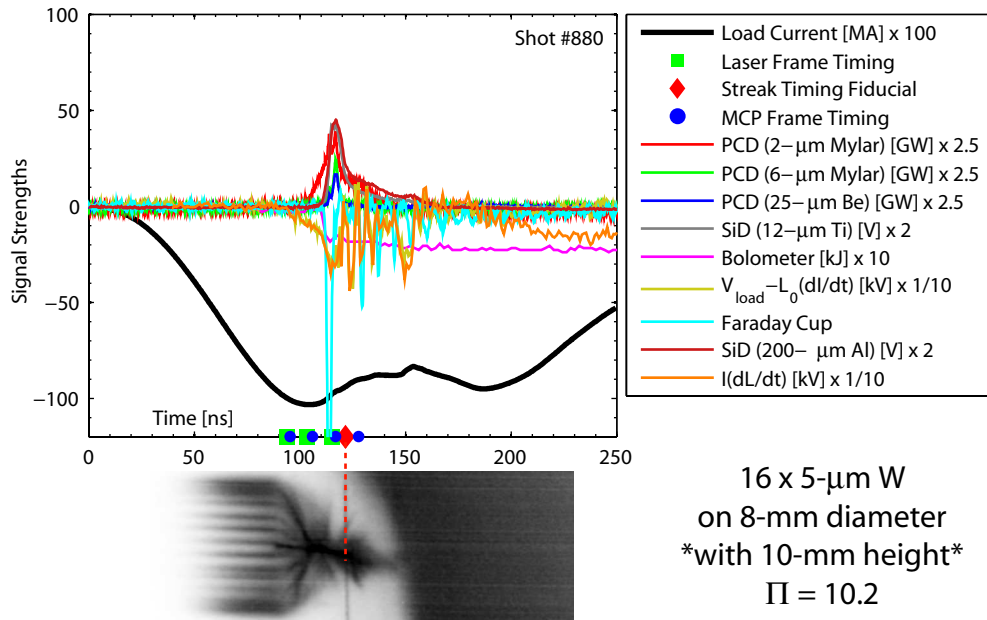 100
50
0
−50
−100
Signal Strengths
Shot #880
Time [ns]
0 50 100 150 200 250
Load Current [MA] x 100
Laser Frame Timing
Streak Timing Fiducial
MCP Frame Timing
PCD (2−μm Mylar) [GW] x 2.5
PCD (6−μm Mylar) [GW] x 2.5
PCD (25−μm Be) [GW] x 2.5
SiD (12−μm Ti) [V] x 2
Bolometer [kJ] x 10
V_load−L_0(dI/dt) [kV] x 1/10
Faraday Cup
SiD (200− μm Al) [V] x 2
I(dL/dt) [kV] x 1/10
16 x 5-μm W
on 8-mm diameter
*with 10-mm height*
Π = 10.2